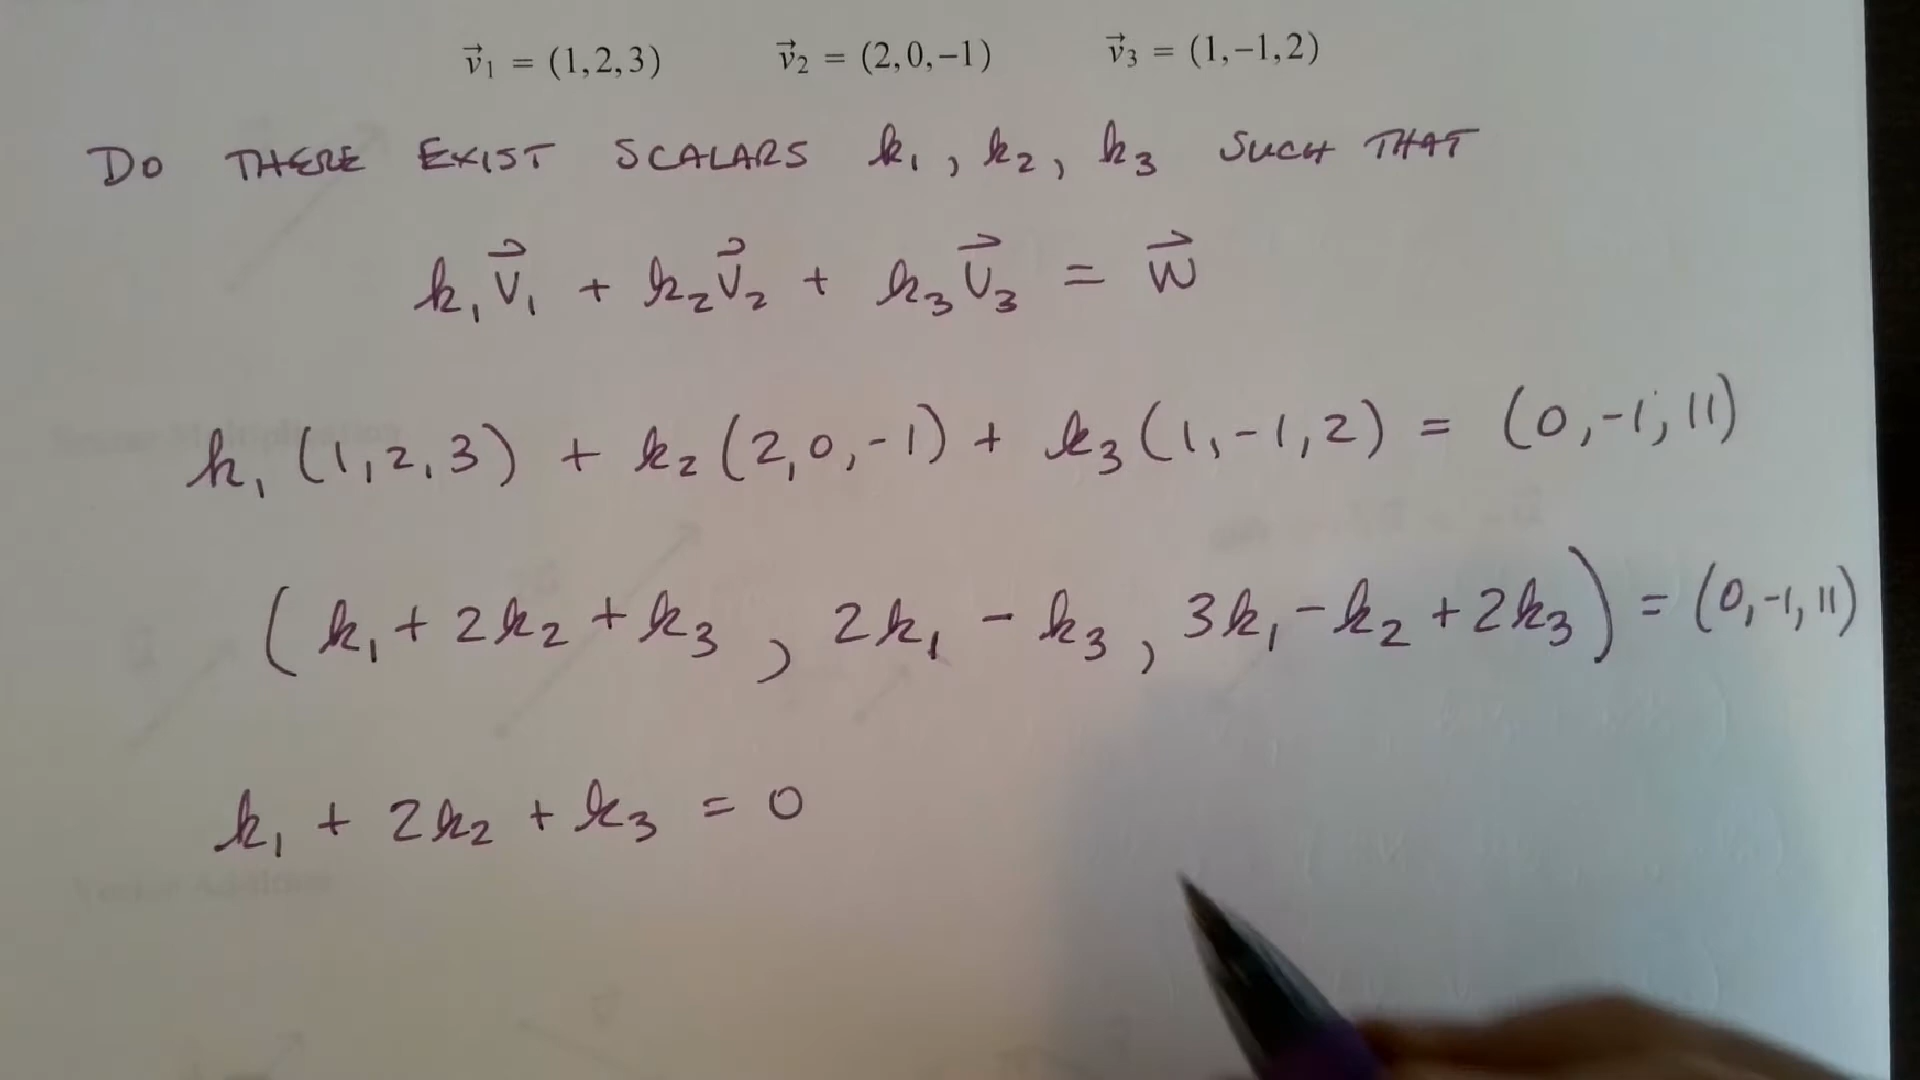 v⃗₁ = (1,2,3) v⃗₂ = (2,0,−1) v⃗₃ = (1,−1,2)
DO THERE EXIST SCALARS k₁, k₂, k₃ SUCH THAT
k₁v⃗₁ + k₂v⃗₂ + k₃v⃗₃ = w⃗
k₁(1,2,3) + k₂(2,0,-1) + k₃(1,-1,2) = (0,-1,11)
(k₁ + 2k₂ + k₃, 2k₁ - k₃, 3k₁ - k₂ + 2k₃) = (0,-1,11)
k₁ + 2k₂ + k₃ = 0
Vector Addition